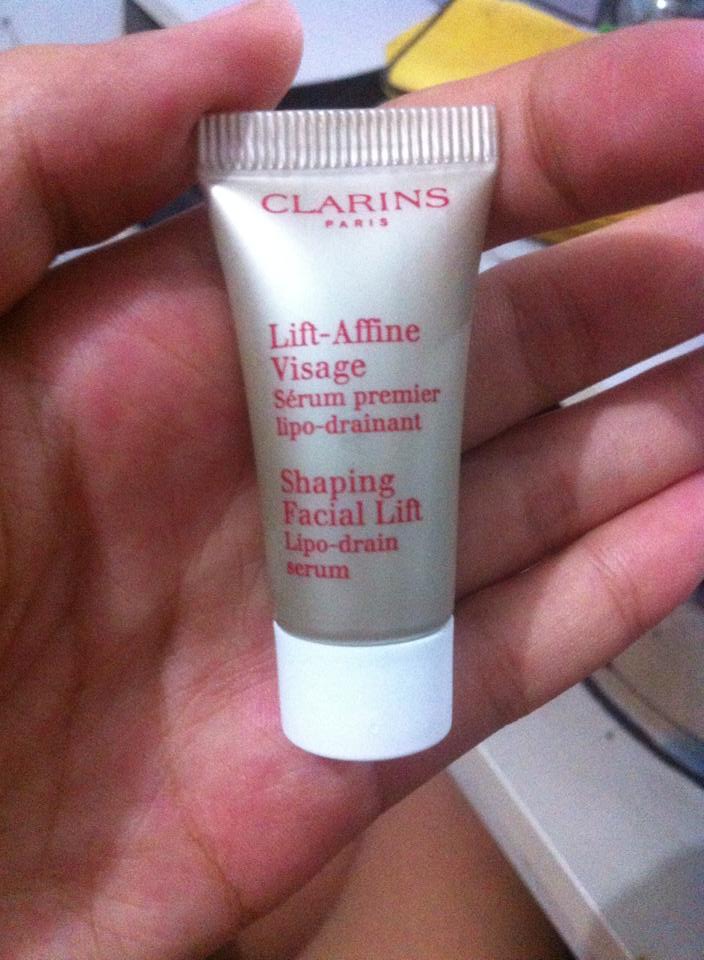 CLARINS
PARIS
Lift-Affine
Visage
Sérum premier
lipo-drainant
Shaping
Facial Lift
Lipo-drain
serum